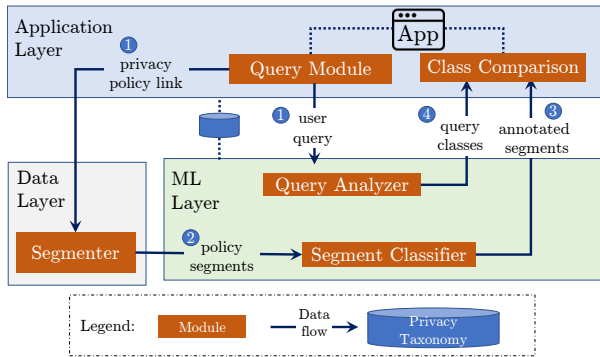 Application
Layer
App
1
privacy
policy link
Query Module
Class Comparison
1
user
query
4
query
classes
3
annotated
segments
Data
Layer
ML
Layer
Query Analyzer
Segmenter
2
policy
segments
Segment Classifier
Legend:
Module
Data
flow
Privacy
Taxonomy